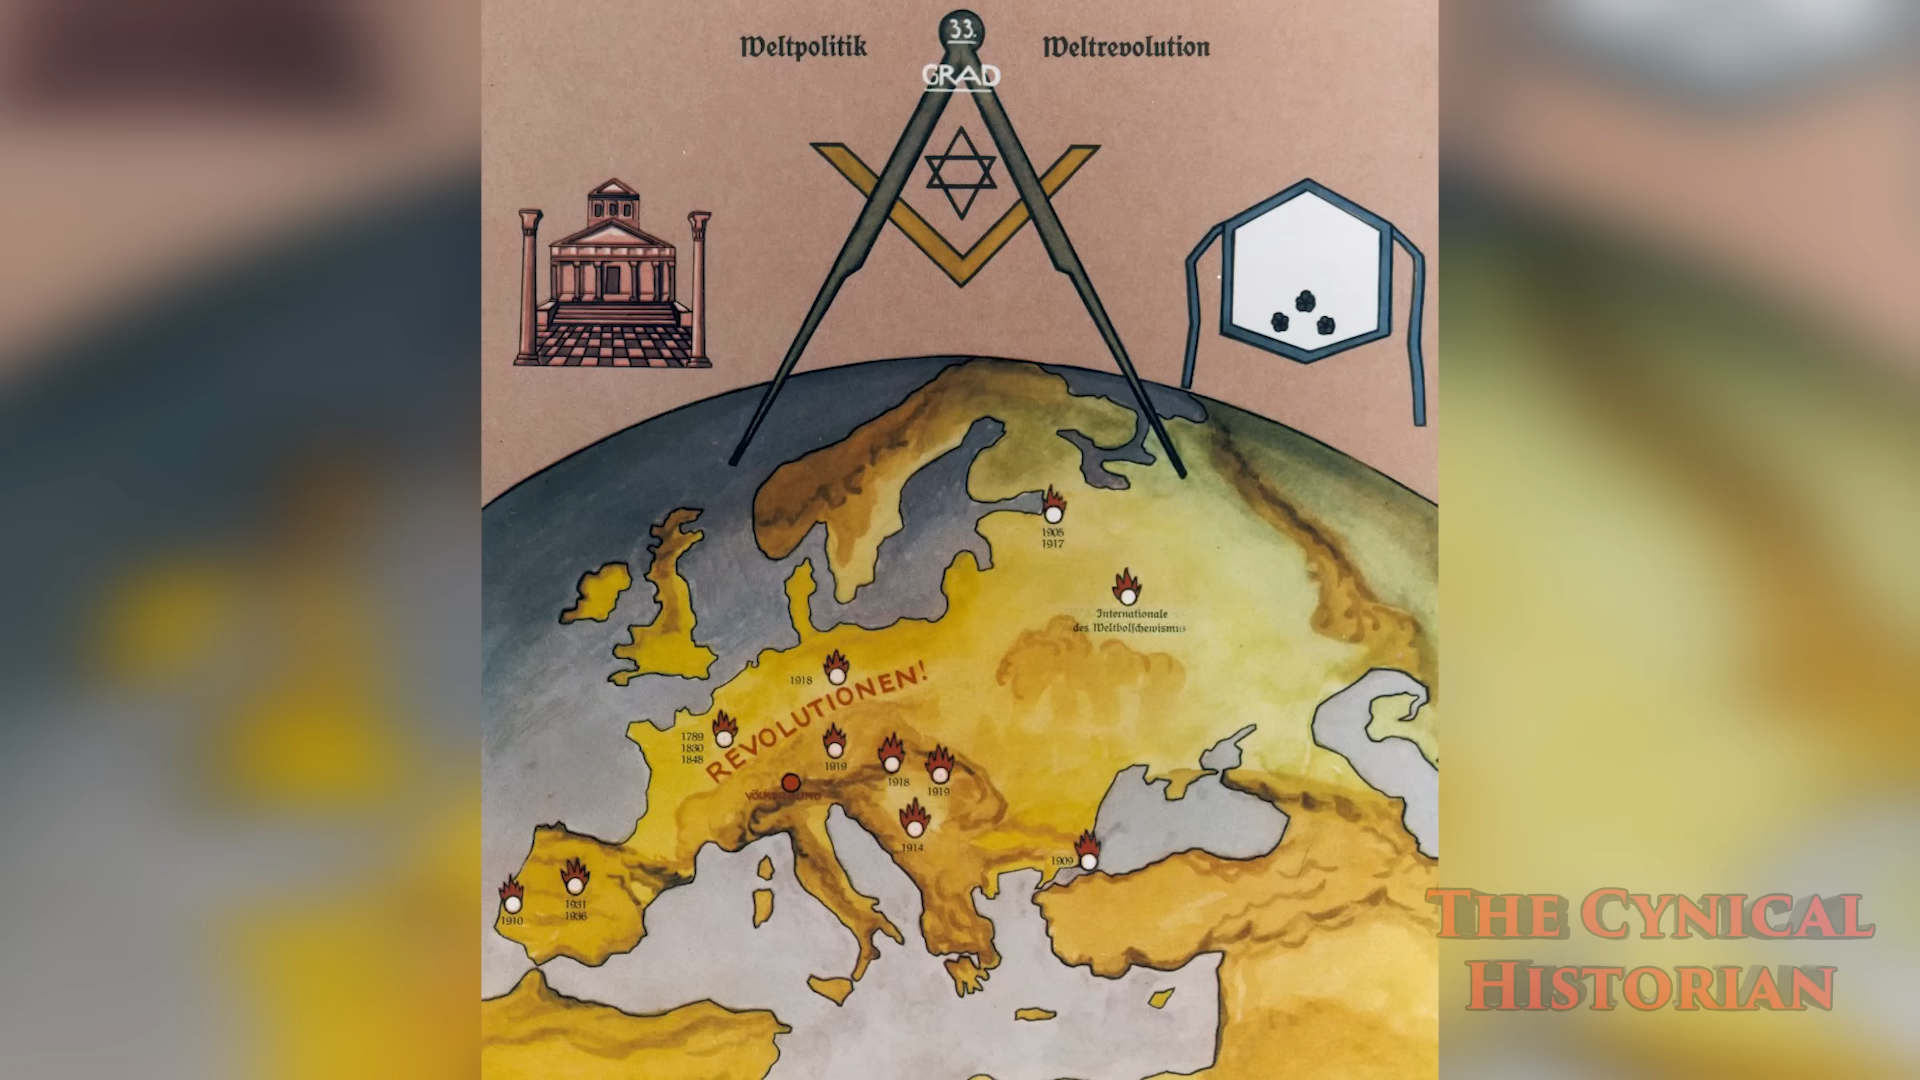 Weltpolitik
33.
GRAD
Weltrevolution
1905
1917
Internationale
des Weltbolschewismus
1918
REVOLUTIONEN!
1789
1830
1848
1919
1918
1919
VÖLKERBUND
1914
1909
1931
1936
1910
THE CYNICAL
HISTORIAN